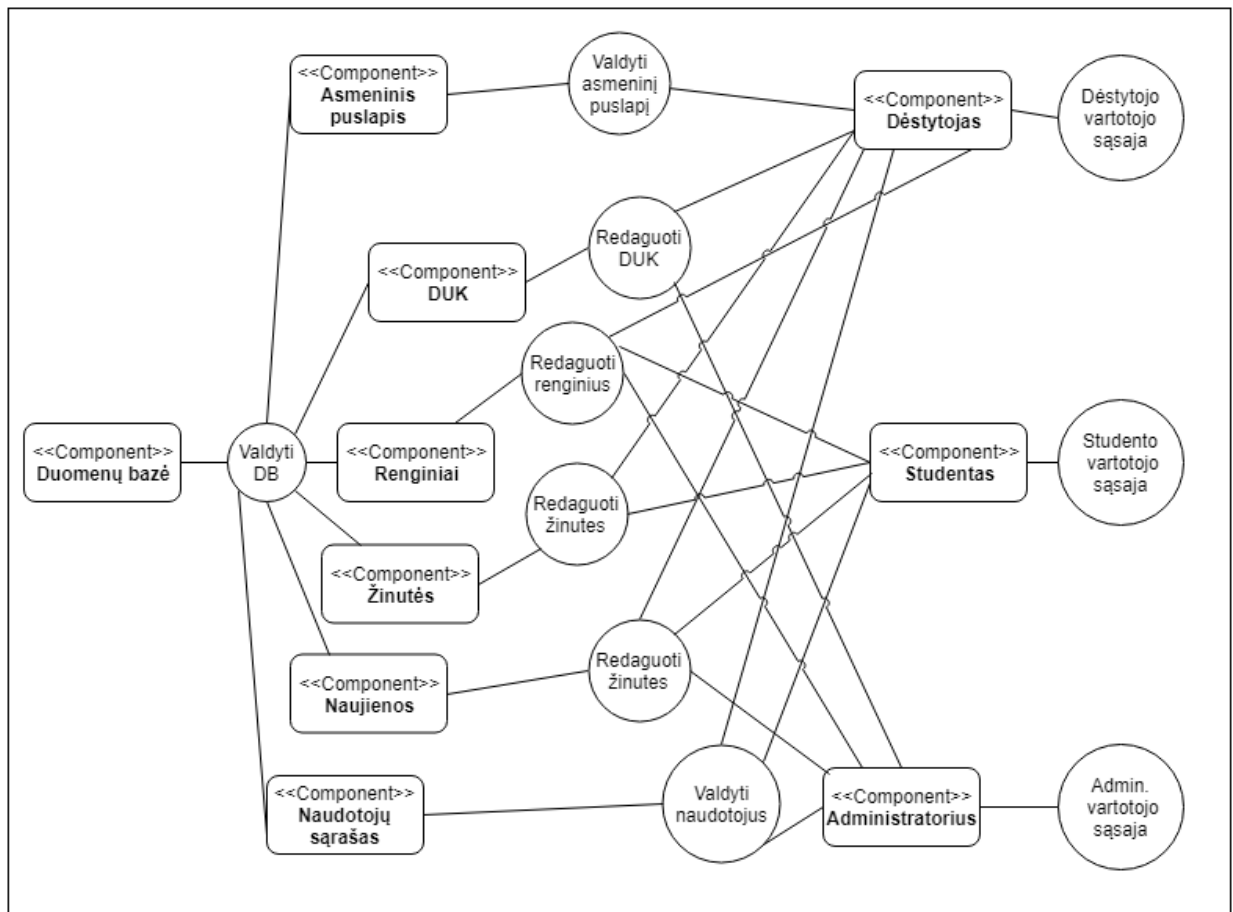 <<Component>>
Asmeninis
puslapis
Valdyti
asmeninį
puslapį
<<Component>>
Dėstytojas
Dėstytojo
vartotojo
sąsaja
<<Component>>
DUK
Redaguoti
DUK
Redaguoti
renginius
<<Component>>
Duomenų bazė
Valdyti
DB
<<Component>>
Renginiai
<<Component>>
Studentas
Studento
vartotojo
sąsaja
Redaguoti
žinutes
<<Component>>
Žinutės
<<Component>>
Naujienos
Redaguoti
žinutes
<<Component>>
Naudotojų
sąrašas
Valdyti
naudotojus
<<Component>>
Administratorius
Admin.
vartotojo
sąsaja